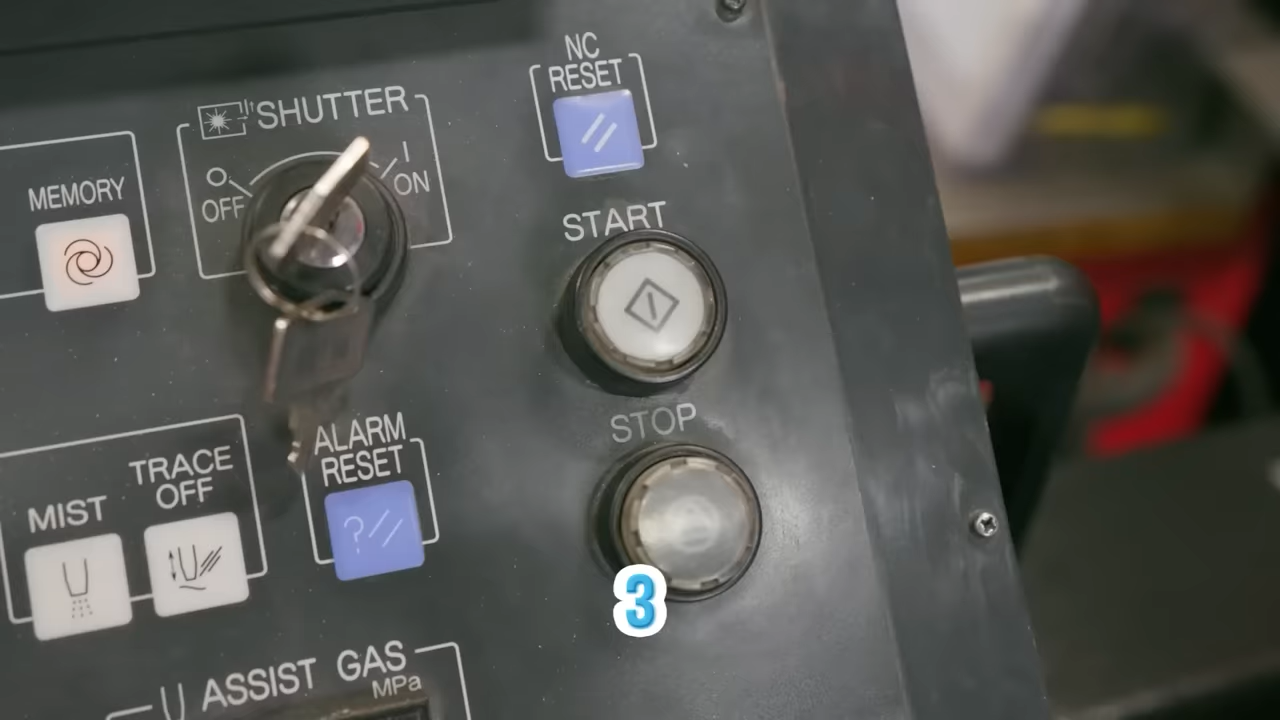 NC
RESET
SHUTTER
I
O
ON
OFF
MEMORY
START
STOP
ALARM
RESET
?//
TRACE
OFF
MIST
3
ASSIST GAS
MPa